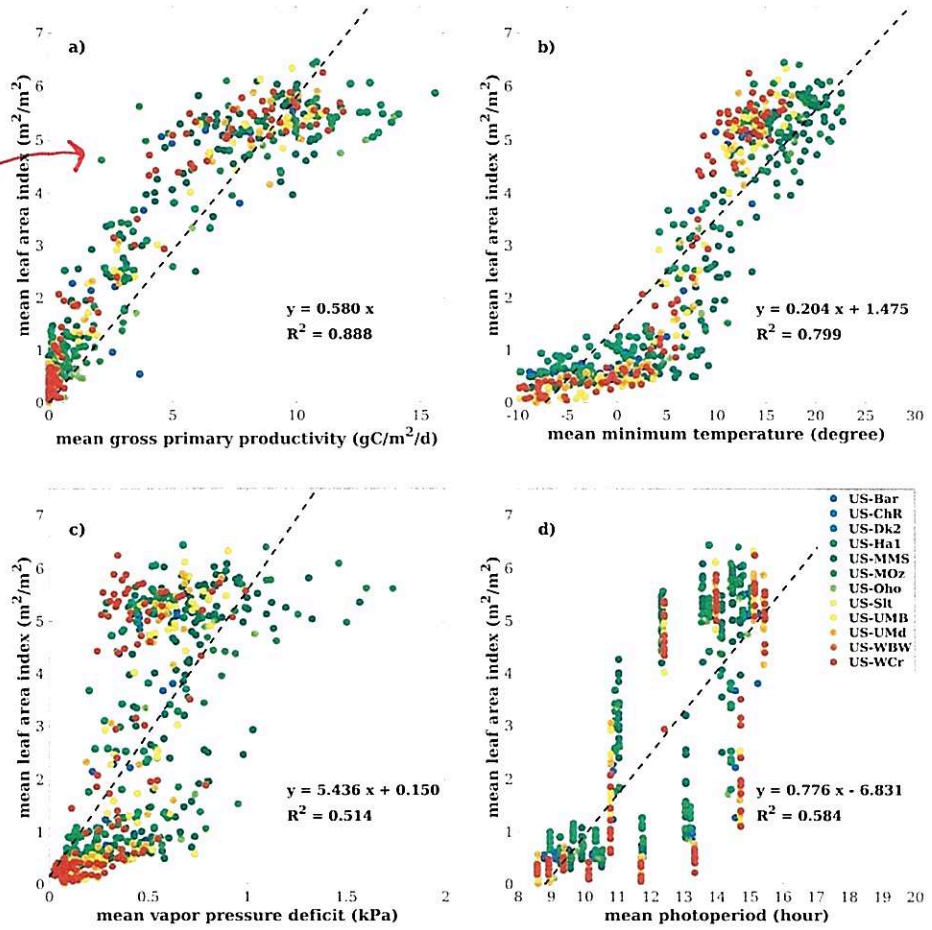 7
6
5
4
3
2
1
0
mean leaf area index (m²/m²)
a)
y = 0.580 x
R² = 0.888
0 5 10 15
mean gross primary productivity (gC/m²/d)
7
6
5
4
3
2
1
0
mean leaf area index (m²/m²)
b)
y = 0.204 x + 1.475
R² = 0.799
-10 -5 0 5 10 15 20 25 30
mean minimum temperature (degree)
7
6
5
4
3
2
1
0
mean leaf area index (m²/m²)
c)
y = 5.436 x + 0.150
R² = 0.514
0 0.5 1 1.5 2
mean vapor pressure deficit (kPa)
7
6
5
4
3
2
1
0
mean leaf area index (m²/m²)
d)
US-Bar
US-ChR
US-Dk2
US-Ha1
US-MMS
US-MOz
US-Oho
US-Slt
US-UMB
US-UMd
US-WBW
US-WCr
y = 0.776 x - 6.831
R² = 0.584
8 9 10 11 12 13 14 15 16 17 18 19 20
mean photoperiod (hour)